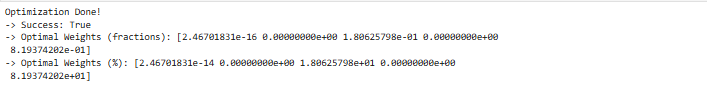 Optimization Done!
-> Success: True
-> Optimal Weights (fractions): [2.46701831e-16 0.00000000e+00 1.80625798e-01 0.00000000e+00
 8.19374202e-01]
-> Optimal Weights (%): [2.46701831e-14 0.00000000e+00 1.80625798e+01 0.00000000e+00
 8.19374202e+01]